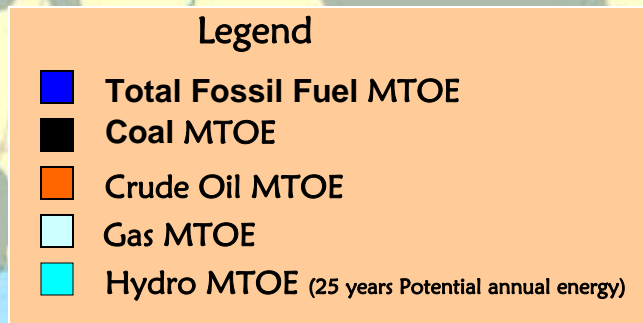 Legend
Total Fossil Fuel MTOE
Coal MTOE
Crude Oil MTOE
Gas MTOE
Hydro MTOE (25 years Potential annual energy)